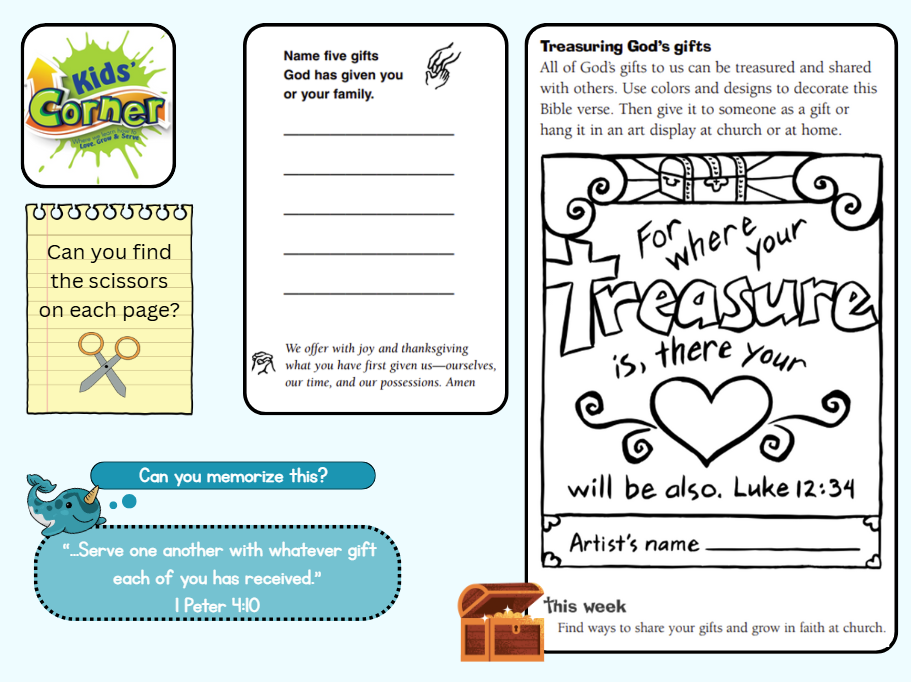 Kids'
Corner
Love, Grow & Serve
Can you find
the scissors
on each page?
Name five gifts
God has given you
or your family.
We offer with joy and thanksgiving
what you have first given us—ourselves,
our time, and our possessions. Amen
Can you memorize this?
“...Serve one another with whatever gift
each of you has received.”
1 Peter 4:10
Treasuring God's gifts
All of God's gifts to us can be treasured and shared
with others. Use colors and designs to decorate this
Bible verse. Then give it to someone as a gift or
hang it in an art display at church or at home.
For where your
Treasure
is, there your
will be also. Luke 12:34
Artist's name
This week
Find ways to share your gifts and grow in faith at church.